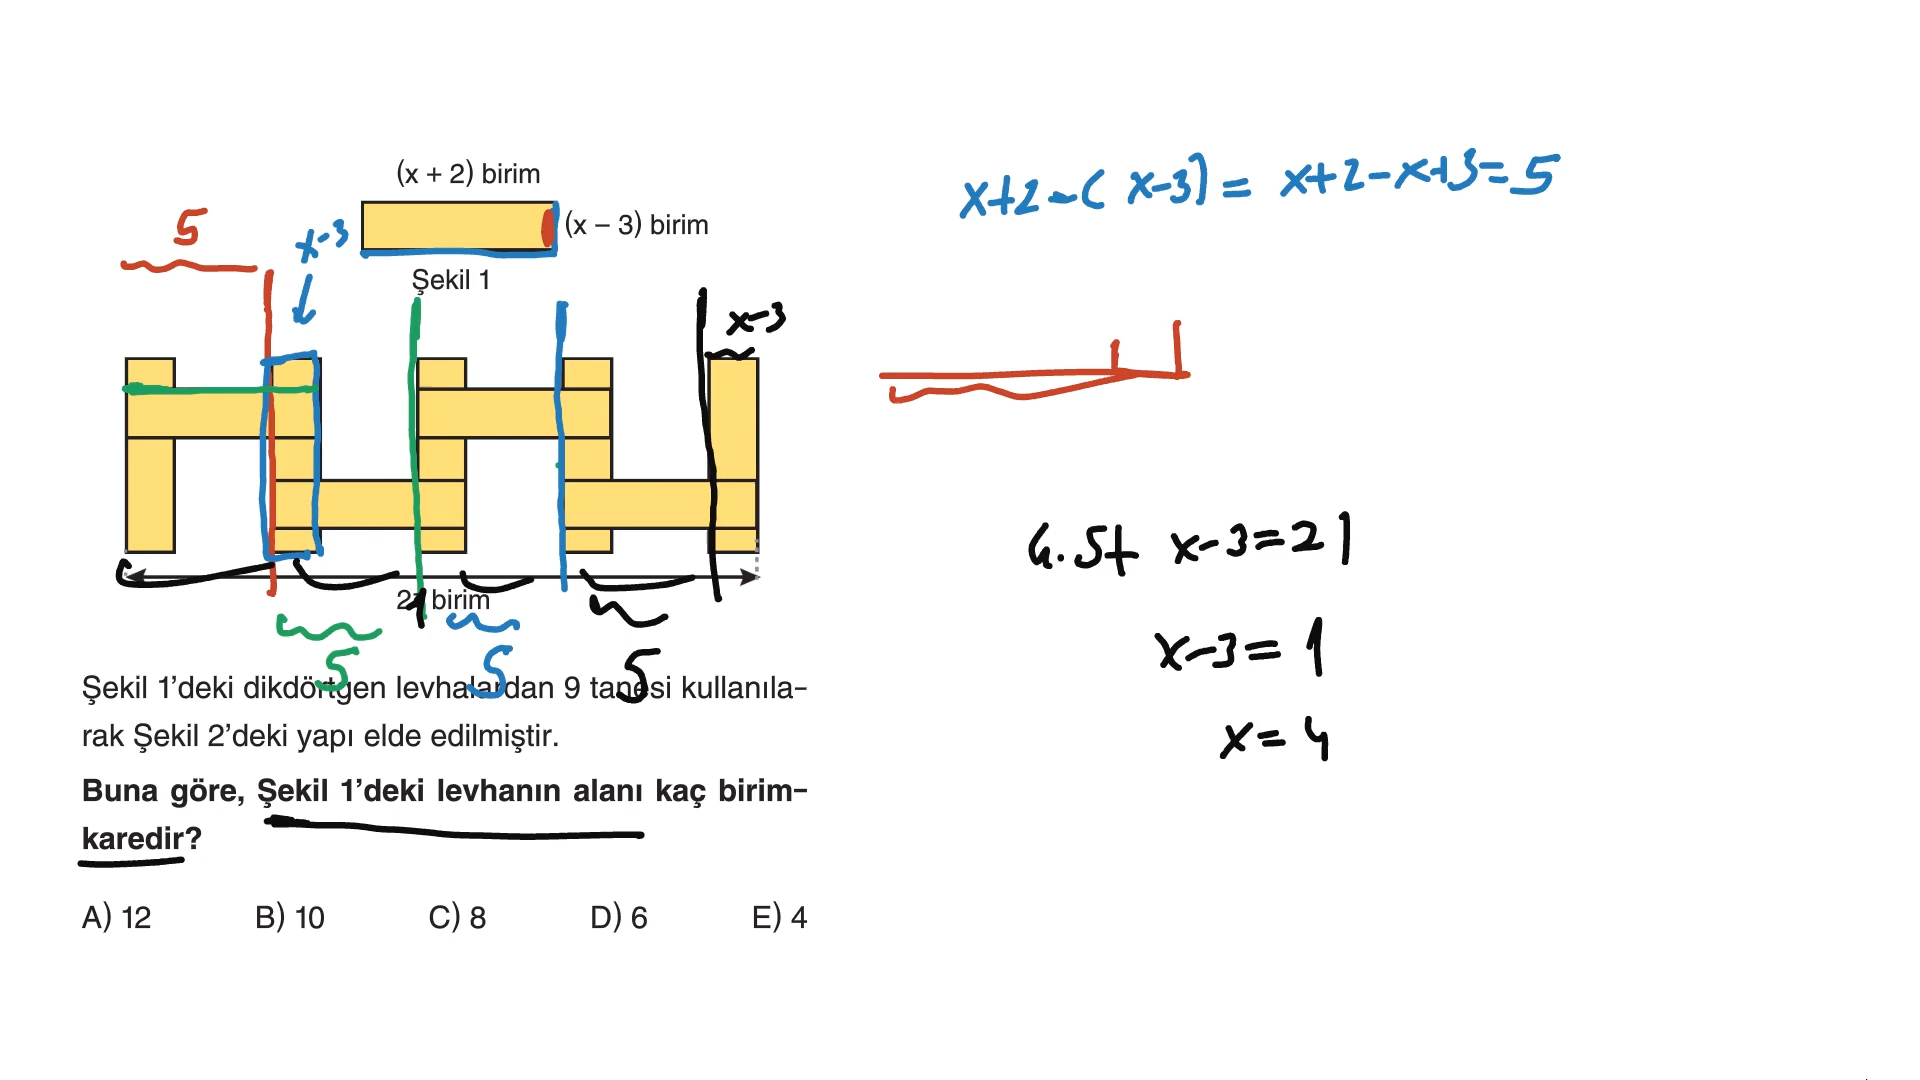 (x + 2) birim
x+2-( x-3) = x+2-x+3=5
5
x-3
(x – 3) birim
Şekil 1
x-3
4.5+ x-3=21
21 birim
x-3=1
5
5
5
Şekil 1’deki dikdörtgen levhalardan 9 tanesi kullanıla-
rak Şekil 2’deki yapı elde edilmiştir.
x=4
Buna göre, Şekil 1’deki levhanın alanı kaç birim-
karedir?
A) 12 B) 10 C) 8 D) 6 E) 4